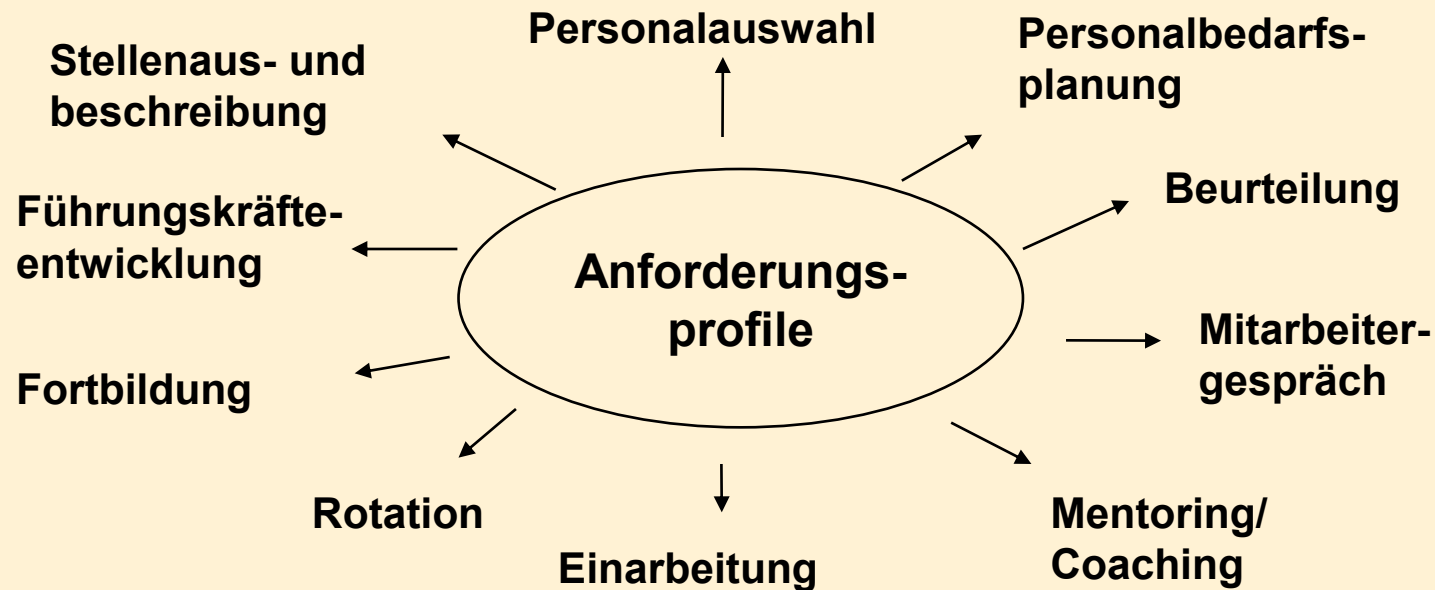 Personalauswahl
Stellenaus- und
beschreibung
Personalbedarfs-
planung
Führungskräfte-
entwicklung
Beurteilung
Anforderungs-
profile
Mitarbeiter-
gespräch
Fortbildung
Rotation
Einarbeitung
Mentoring/
Coaching